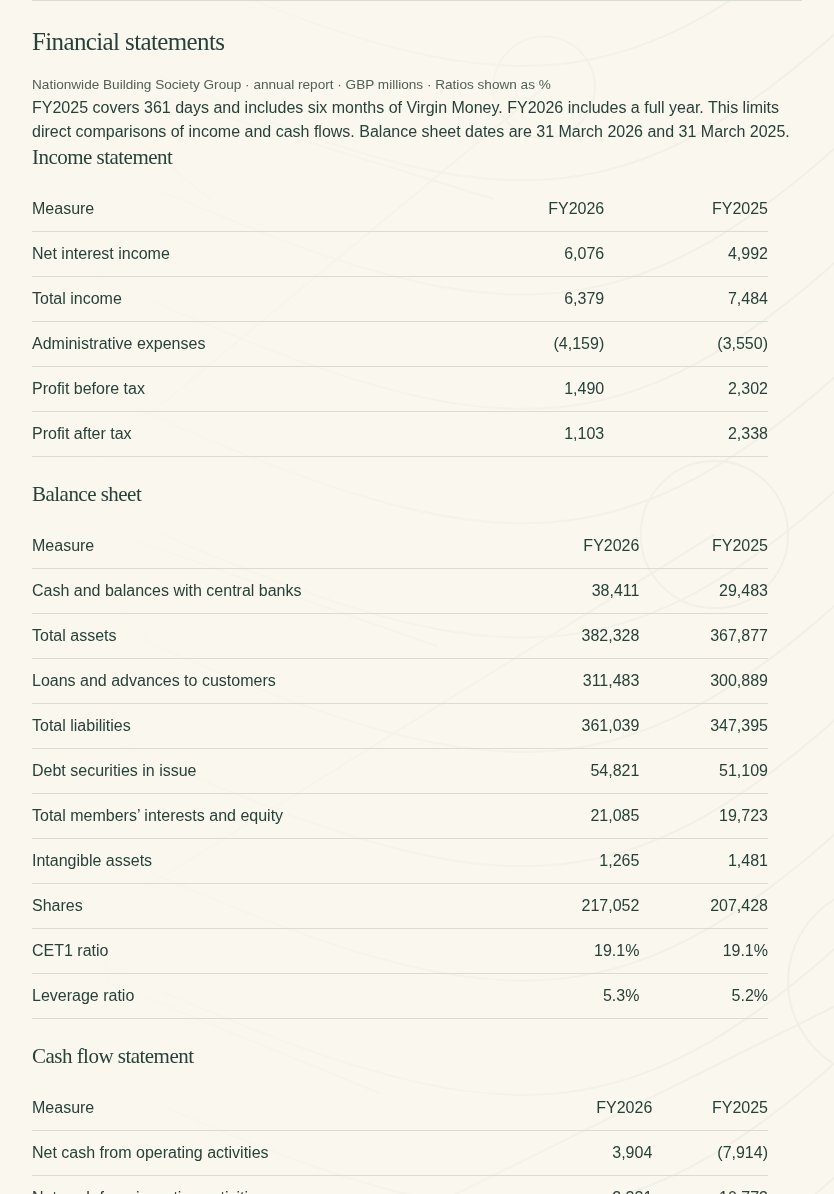 Financial statements
Nationwide Building Society Group · annual report · GBP millions · Ratios shown as %
FY2025 covers 361 days and includes six months of Virgin Money. FY2026 includes a full year. This limits
direct comparisons of income and cash flows. Balance sheet dates are 31 March 2026 and 31 March 2025.
Income statement
Measure FY2026 FY2025
Net interest income 6,076 4,992
Total income 6,379 7,484
Administrative expenses (4,159) (3,550)
Profit before tax 1,490 2,302
Profit after tax 1,103 2,338
Balance sheet
Measure FY2026 FY2025
Cash and balances with central banks 38,411 29,483
Total assets 382,328 367,877
Loans and advances to customers 311,483 300,889
Total liabilities 361,039 347,395
Debt securities in issue 54,821 51,109
Total members’ interests and equity 21,085 19,723
Intangible assets 1,265 1,481
Shares 217,052 207,428
CET1 ratio 19.1% 19.1%
Leverage ratio 5.3% 5.2%
Cash flow statement
Measure FY2026 FY2025
Net cash from operating activities 3,904 (7,914)